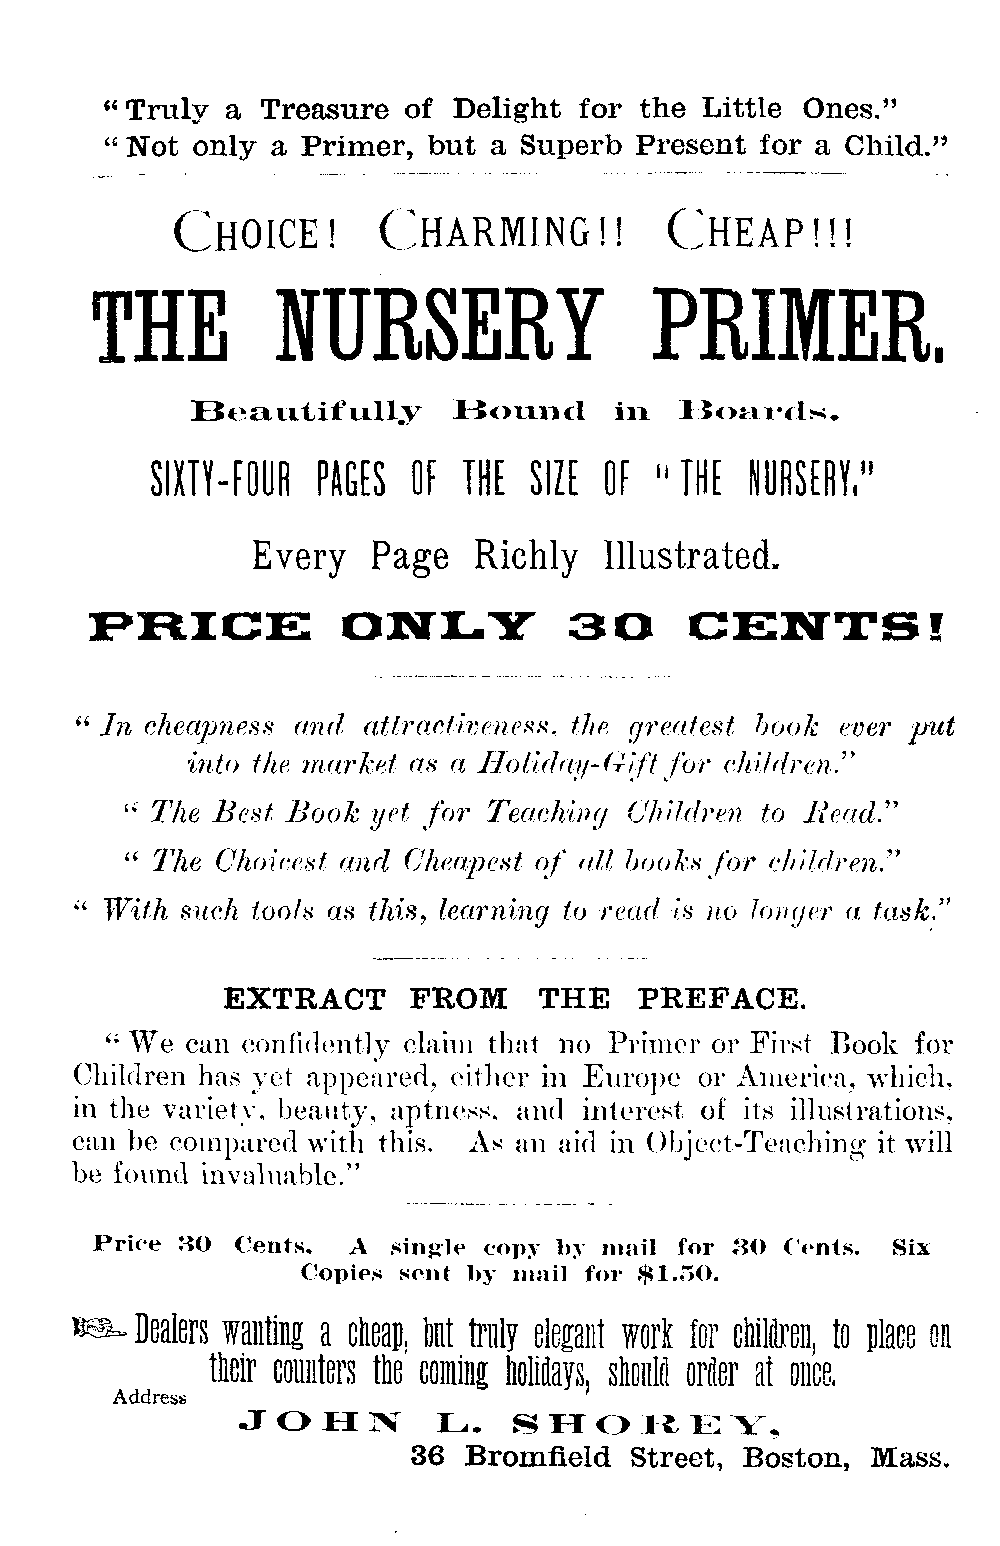 “Truly a Treasure of Delight for the Little Ones.”
“Not only a Primer, but a Superb Present for a Child.”
CHOICE! CHARMING!! CHEAP!!!
THE NURSERY PRIMER.
Beautifully Bound in Boards.
SIXTY-FOUR PAGES OF THE SIZE OF “THE NURSERY.”
Every Page Richly Illustrated.
PRICE ONLY 30 CENTS!
“In cheapness and attractiveness, the greatest book ever put
into the market as a Holiday-Gift for children.”
“The Best Book yet for Teaching Children to Read.”
“The Choicest and Cheapest of all books for children.”
“With such tools as this, learning to read is no longer a task.”
EXTRACT FROM THE PREFACE.
“We can confidently claim that no Primer or First Book for
Children has yet appeared, either in Europe or America, which,
in the variety, beauty, aptness, and interest of its illustrations,
can be compared with this. As an aid in Object-Teaching it will
be found invaluable.”
Price 30 Cents. A single copy by mail for 30 Cents. Six
Copies sent by mail for $1.50.
☞ Dealers wanting a cheap, but truly elegant work for children, to place on
their counters the coming holidays, should order at once.
Address
JOHN L. SHOREY,
36 Bromfield Street, Boston, Mass.